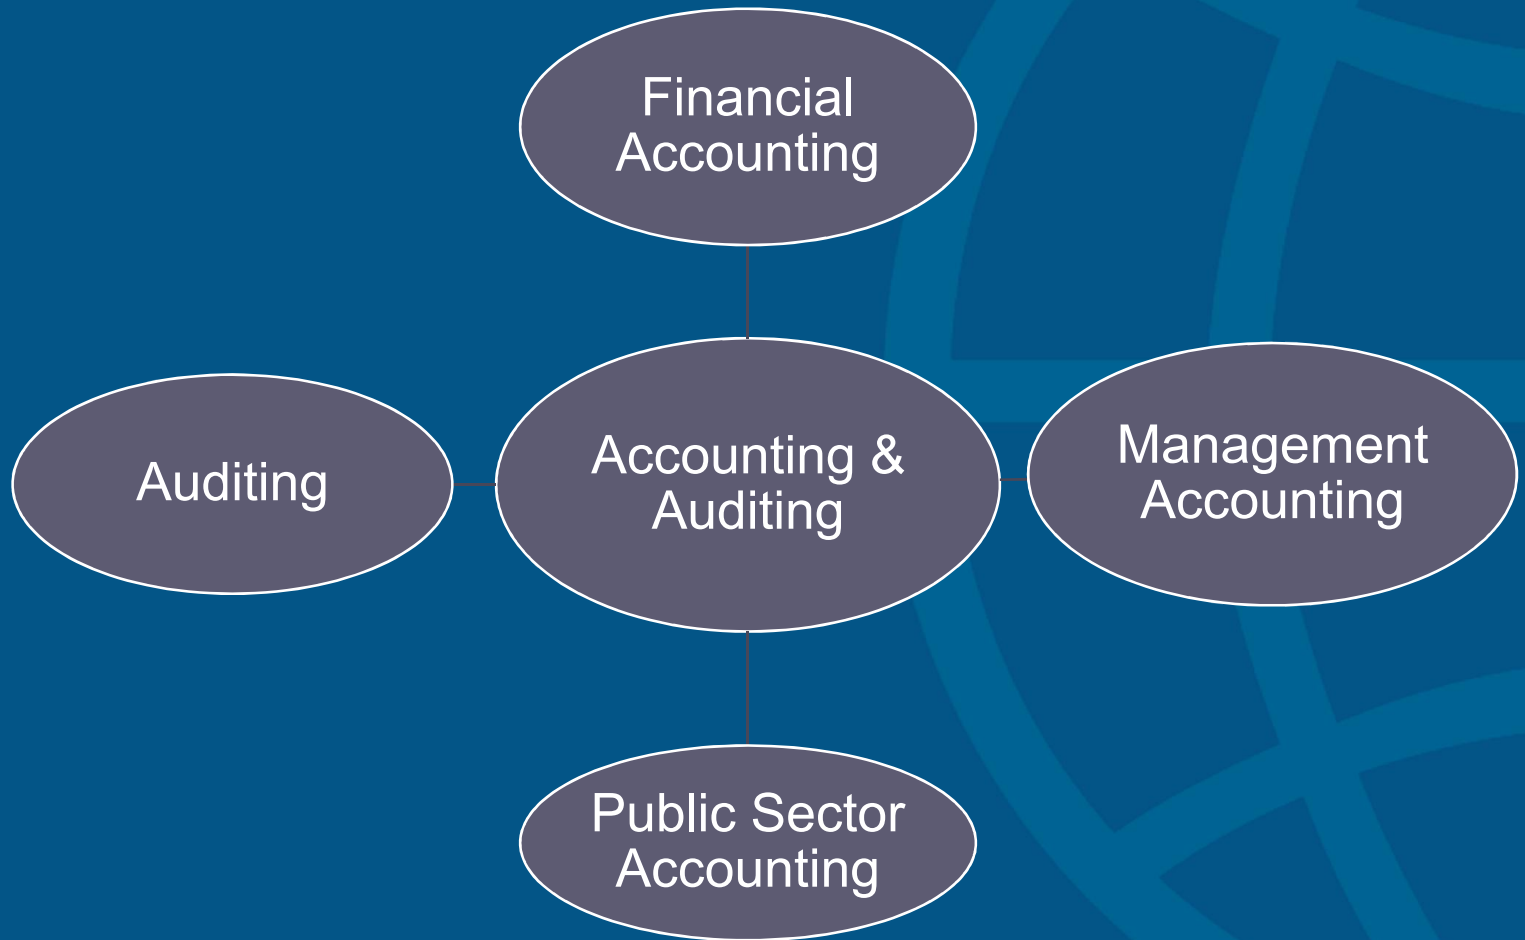 Financial
Accounting
Auditing
Accounting &
Auditing
Management
Accounting
Public Sector
Accounting